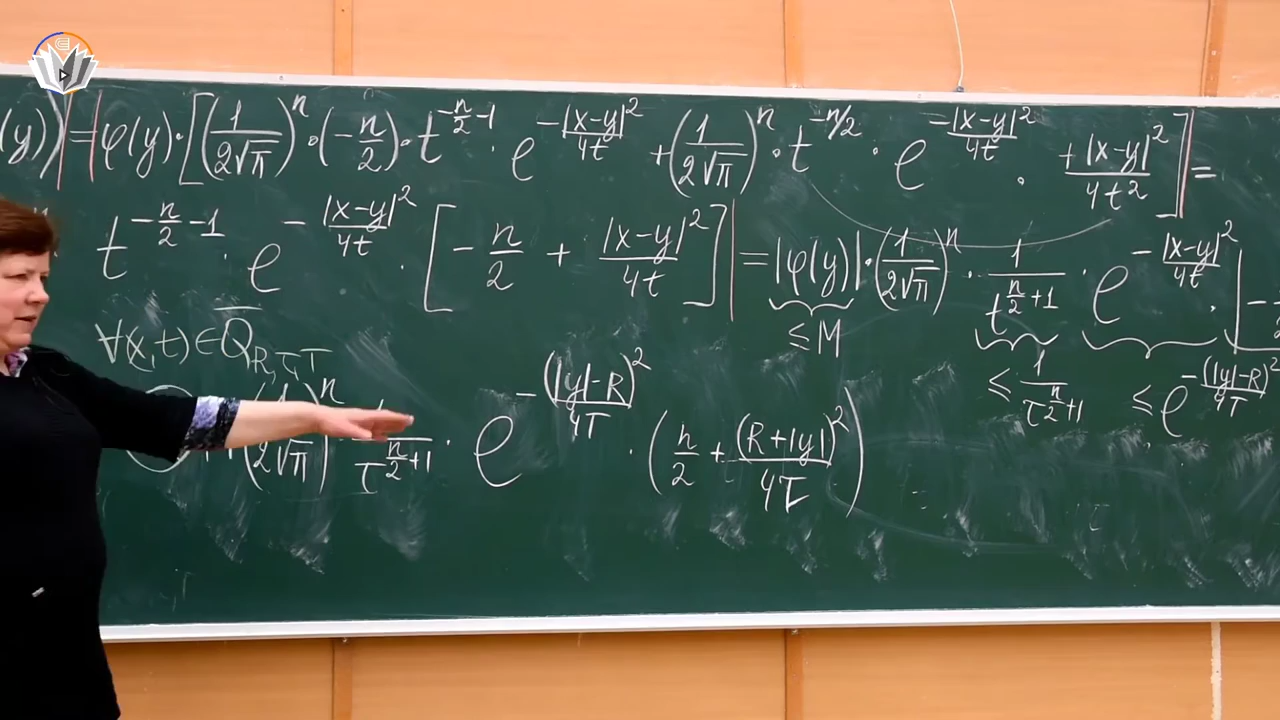 (y))| = |φ(y)·[(1/(2√π))^n · (-n/2) · t^(-n/2 - 1) · e^(-|x-y|²/4t) + (1/(2√π))^n · t^(-n/2) · e^(-|x-y|²/4t) · +|x-y|²/4t²] =
t^(-n/2 - 1) · e^(-|x-y|²/4t) · [-n/2 + |x-y|²/4t]| = |φ(y)|·(1/(2√π))^n · 1/t^(n/2+1) · e^(-|x-y|²/4t) · |-
≤ M ≤ 1/τ^(n/2+1) ≤ e^(-(|y|-R)²/4T)
∀(x,t) ∈ Q̅_R,τ,T
(1/(2√π))^n 1/τ^(n/2+1) · e^(-(|y|-R)²/4T) · (n/2 + (R+|y|)²/4τ)